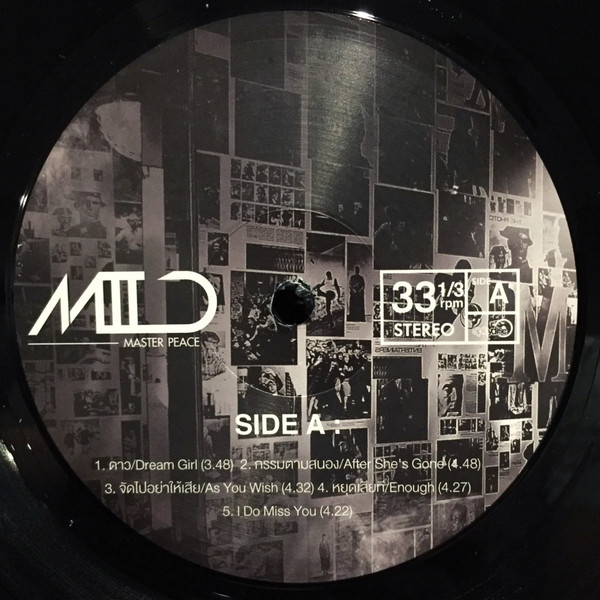 MILD
MASTER PEACE
33 1/3 rpm
STEREO
SIDE A
SIDE A
1. ดาว/Dream Girl (3.48) 2. กรรมตามสนอง/After She's Gone (4.48)
3. จัดไปอย่าให้เสีย/As You Wish (4.32) 4. หยุดเสียที/Enough (4.27)
5. I Do Miss You (4.22)